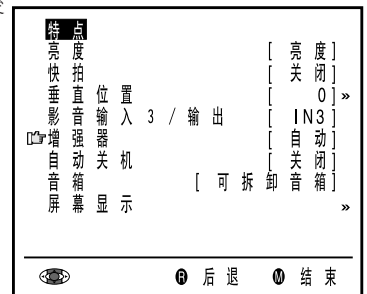 特点
亮度 [亮度]
快拍 [关闭]
垂直位置 [0]»
影音输入3/输出 [IN3]
增强器 [自动]
自动关机 [关闭]
音箱 [可拆卸音箱]
屏幕显示 »
R 后退 M 结束